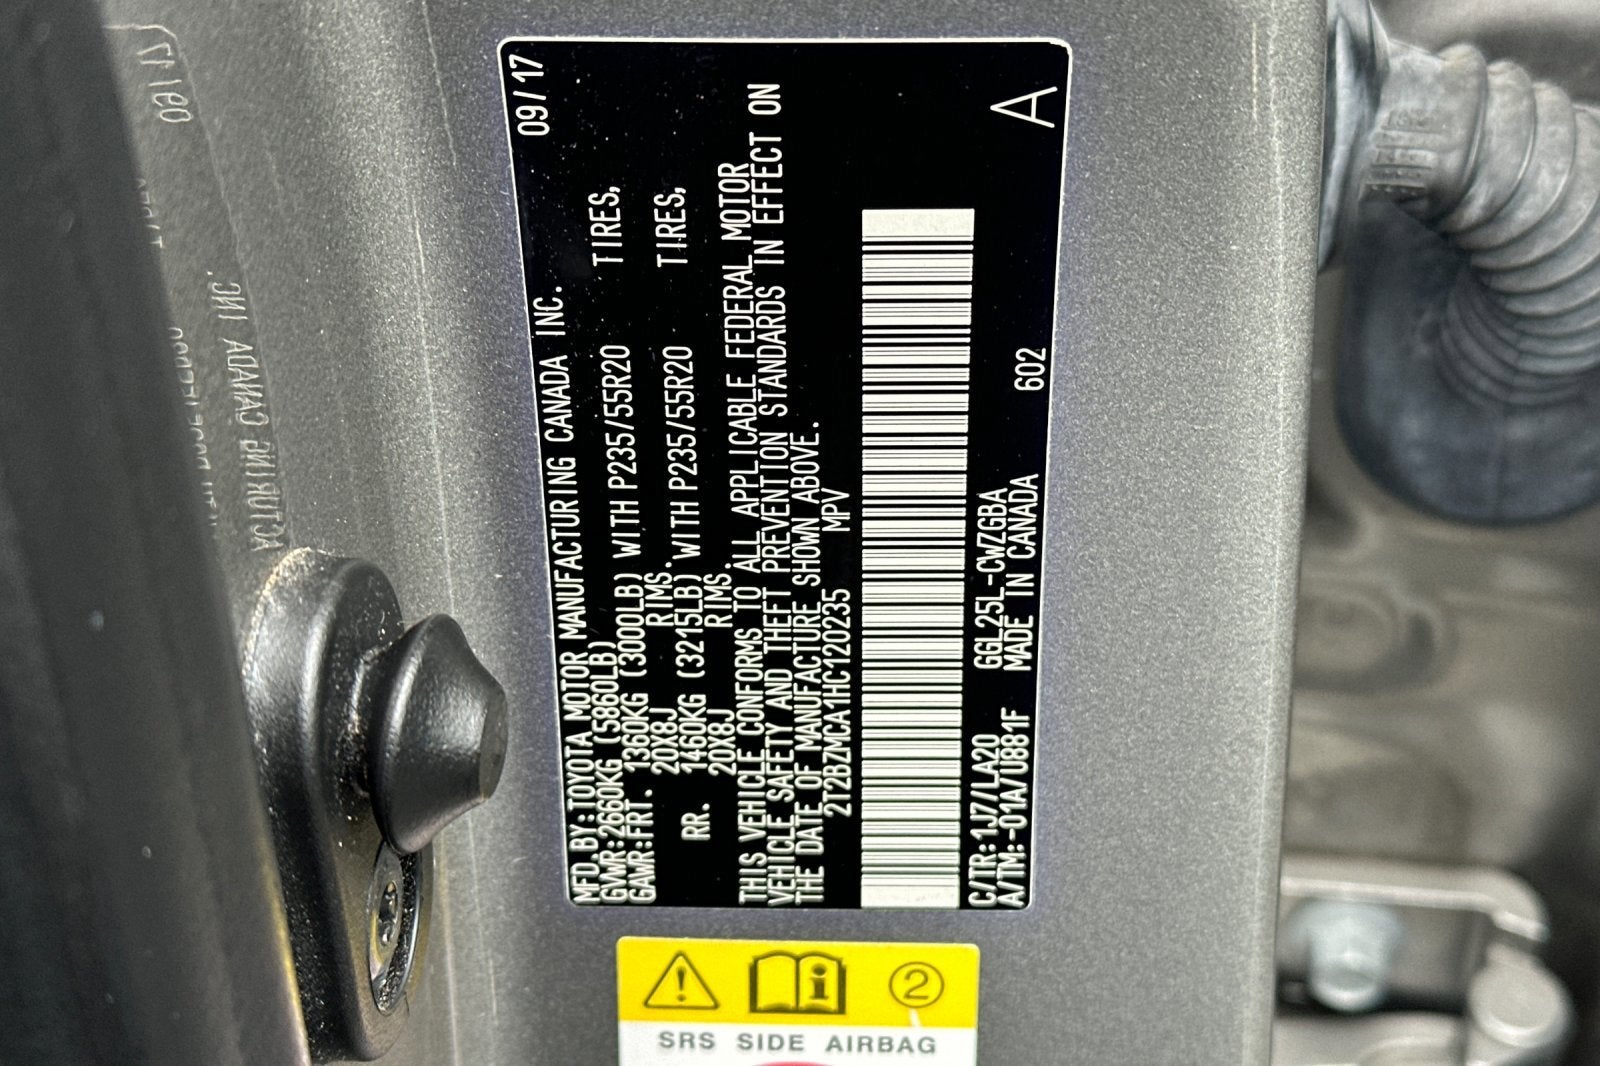 09/17
MFD.BY:TOYOTA MOTOR MANUFACTURING CANADA INC.
GVWR:2660KG (5860LB)
GAWR:FRT. 1360KG (3000LB) WITH P235/55R20 TIRES,
20X8J RIMS.
RR. 1460KG (3215LB) WITH P235/55R20 TIRES,
20X8J RIMS.
THIS VEHICLE CONFORMS TO ALL APPLICABLE FEDERAL MOTOR
VEHICLE SAFETY AND THEFT PREVENTION STANDARDS IN EFFECT ON
THE DATE OF MANUFACTURE SHOWN ABOVE.
2T2BZMCA1HC120235 MPV
C/TR:1J7/LA20 GGL25L-CWZGBA
A/TM:-01A/U881F MADE IN CANADA 602
A
2
SRS SIDE AIRBAG